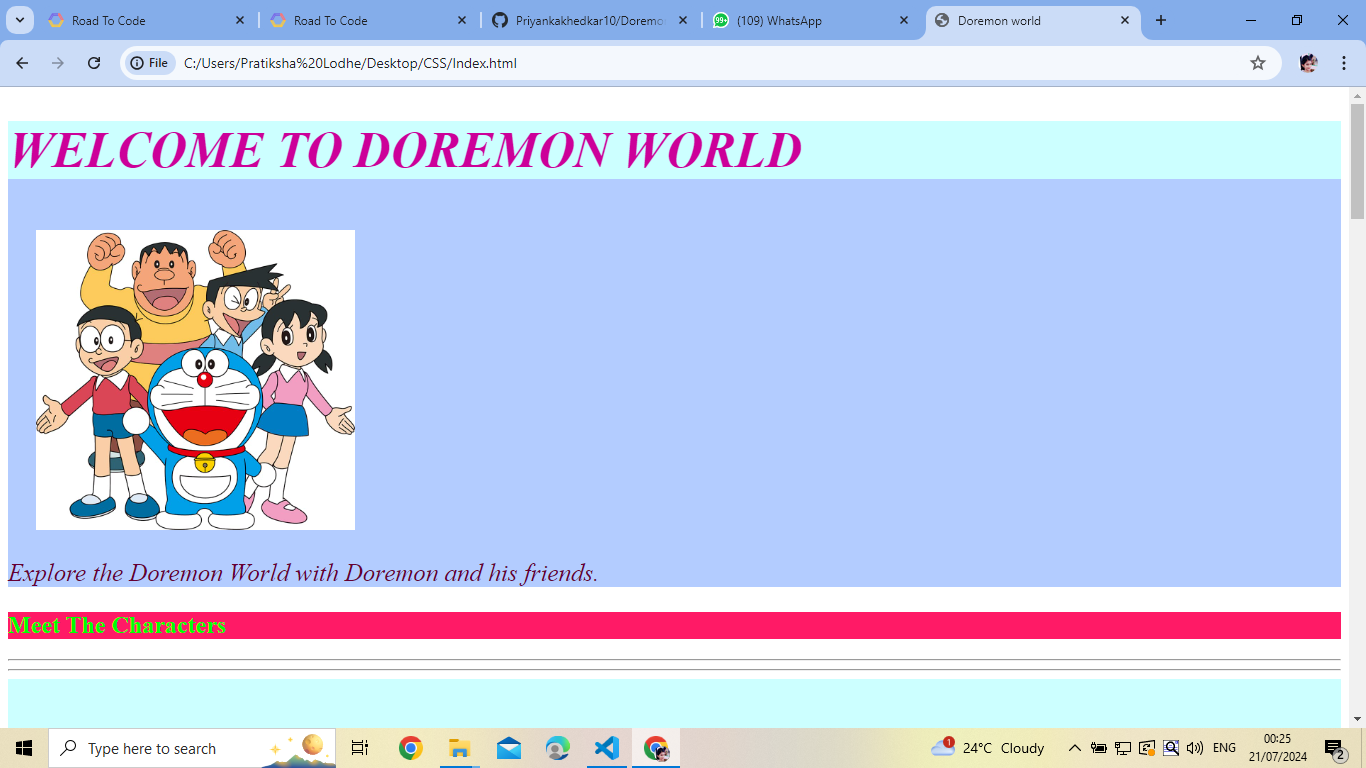 Road To Code
Road To Code
Priyankakhedkar10/Doremo
(109) WhatsApp
Doremon world
File
C:/Users/Pratiksha%20Lodhe/Desktop/CSS/Index.html
WELCOME TO DOREMON WORLD
Explore the Doremon World with Doremon and his friends.
Meet The Characters
Type here to search
1
24°C Cloudy
ENG
00:25
21/07/2024
2